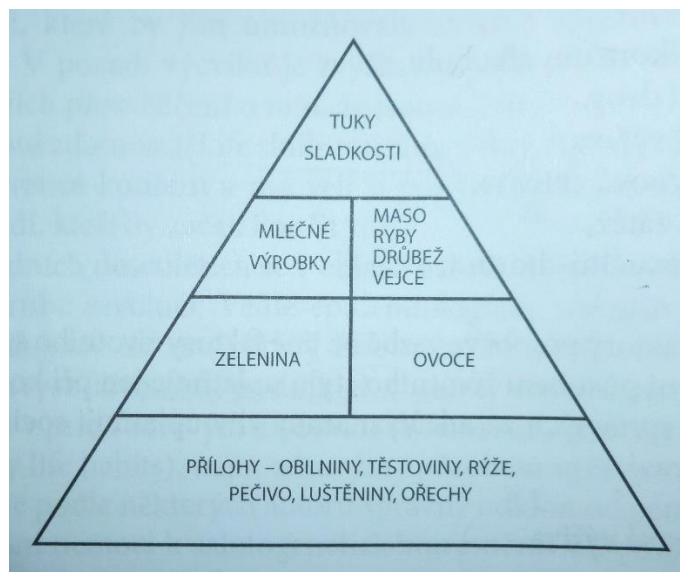 TUKY
SLADKOSTI
MLÉČNÉ
VÝROBKY
MASO
RYBY
DRŮBEŽ
VEJCE
ZELENINA
OVOCE
PŘÍLOHY – OBILNINY, TĚSTOVINY, RÝŽE,
PEČIVO, LUŠTĚNINY, OŘECHY